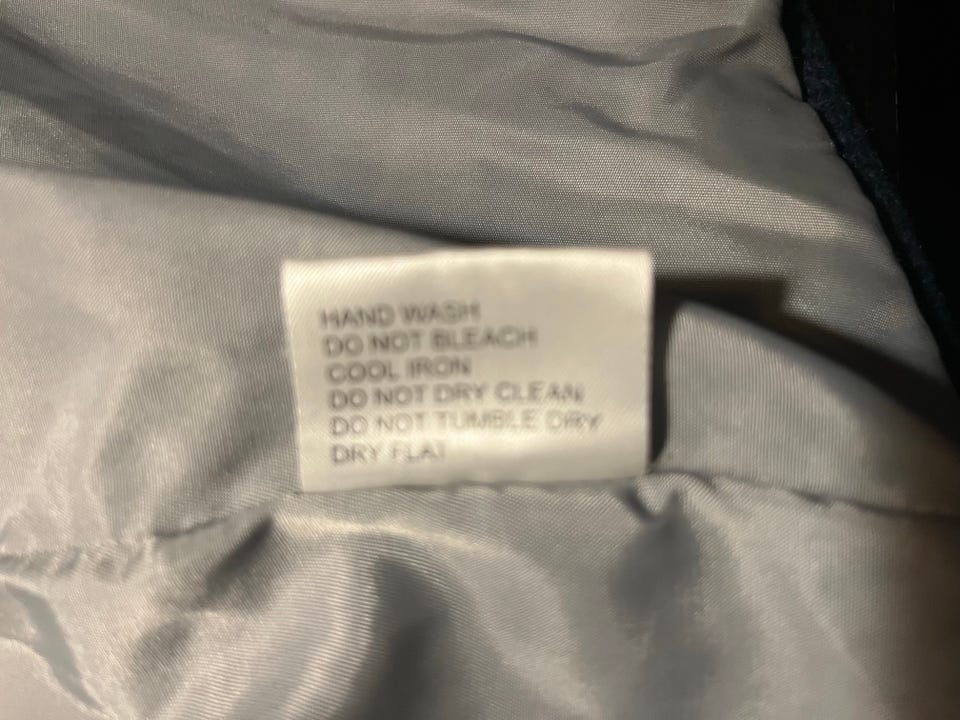 HAND WASH
DO NOT BLEACH
COOL IRON
DO NOT DRY CLEAN
DO NOT TUMBLE DRY
DRY FLAT